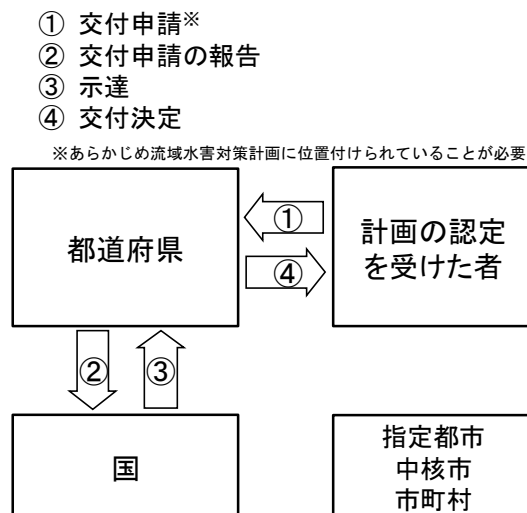 ① 交付申請※
② 交付申請の報告
③ 示達
④ 交付決定
※あらかじめ流域水害対策計画に位置付けられていることが必要
都道府県
①
④
計画の認定
を受けた者
②
③
国
指定都市
中核市
市町村